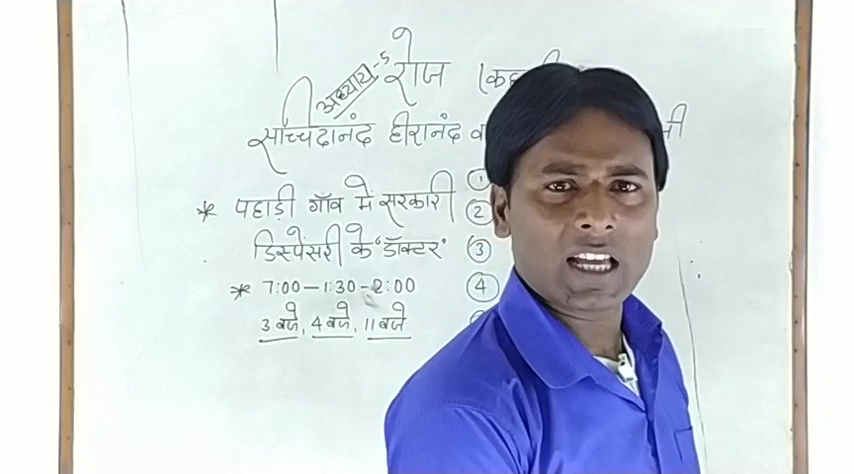 अध्याय-5 रोज
सच्चिदानंद हीरानंद
* पहाड़ी गाँव में सरकारी
डिस्पेंसरी के 'डॉक्टर'
* 7:00-1:30-2:00
3 बजे, 4 बजे, 11 बजे
①
②
③
④